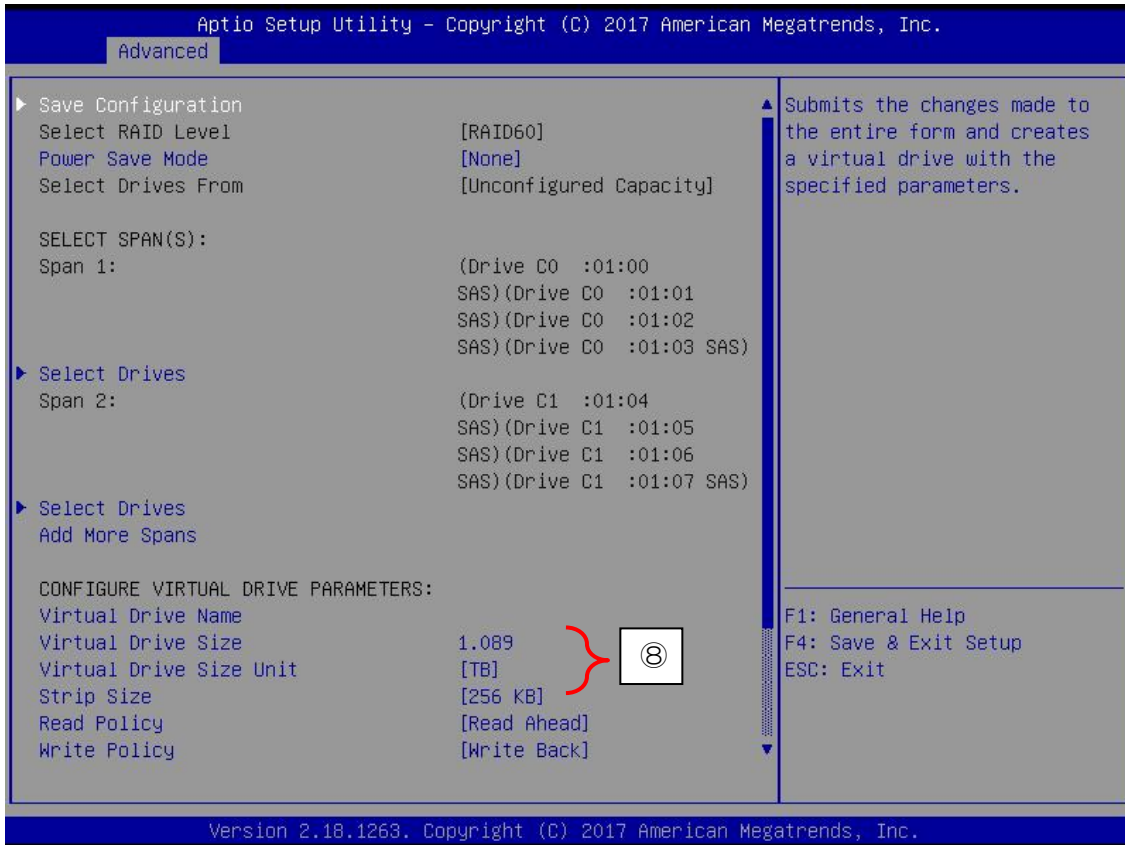 Aptio Setup Utility – Copyright (C) 2017 American Megatrends, Inc.
Advanced
Save Configuration
Select RAID Level [RAID60]
Power Save Mode [None]
Select Drives From [Unconfigured Capacity]
SELECT SPAN(S):
Span 1: (Drive C0 :01:00
SAS)(Drive C0 :01:01
SAS)(Drive C0 :01:02
SAS)(Drive C0 :01:03 SAS)
Select Drives
Span 2: (Drive C1 :01:04
SAS)(Drive C1 :01:05
SAS)(Drive C1 :01:06
SAS)(Drive C1 :01:07 SAS)
Select Drives
Add More Spans
CONFIGURE VIRTUAL DRIVE PARAMETERS:
Virtual Drive Name
Virtual Drive Size 1.089
Virtual Drive Size Unit [TB]
Strip Size [256 KB]
⑧
Read Policy [Read Ahead]
Write Policy [Write Back]
Submits the changes made to
the entire form and creates
a virtual drive with the
specified parameters.
F1: General Help
F4: Save & Exit Setup
ESC: Exit
Version 2.18.1263. Copyright (C) 2017 American Megatrends, Inc.